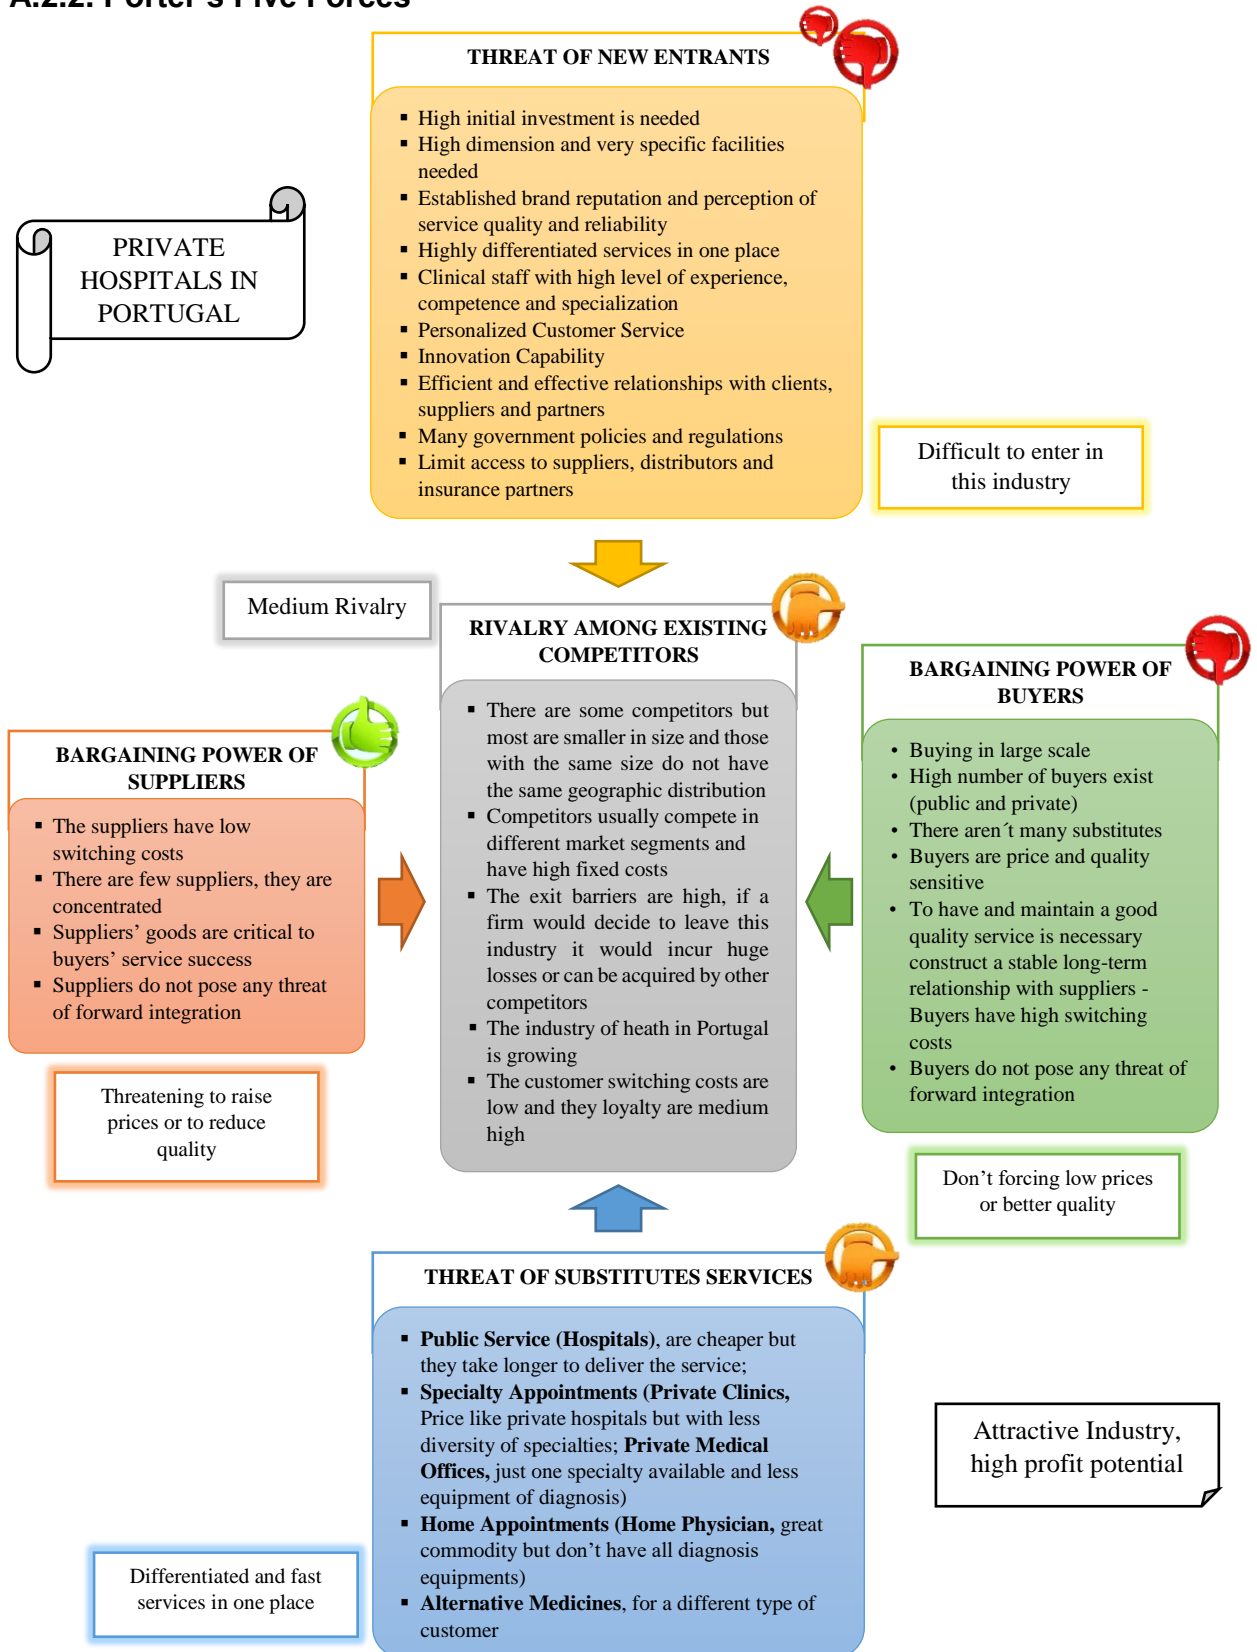 A.2.2. Porter's Five Forces
THREAT OF NEW ENTRANTS
▪ High initial investment is needed
▪ High dimension and very specific facilities
needed
▪ Established brand reputation and perception of
service quality and reliability
▪ Highly differentiated services in one place
▪ Clinical staff with high level of experience,
competence and specialization
▪ Personalized Customer Service
▪ Innovation Capability
▪ Efficient and effective relationships with clients,
suppliers and partners
▪ Many government policies and regulations
▪ Limit access to suppliers, distributors and
insurance partners
PRIVATE
HOSPITALS IN
PORTUGAL
Difficult to enter in
this industry
Medium Rivalry
RIVALRY AMONG EXISTING
COMPETITORS
▪ There are some competitors but
most are smaller in size and those
with the same size do not have
the same geographic distribution
▪ Competitors usually compete in
different market segments and
have high fixed costs
▪ The exit barriers are high, if a
firm would decide to leave this
industry it would incur huge
losses or can be acquired by other
competitors
▪ The industry of heath in Portugal
is growing
▪ The customer switching costs are
low and they loyalty are medium
high
BARGAINING POWER OF
BUYERS
• Buying in large scale
• High number of buyers exist
(public and private)
• There aren´t many substitutes
• Buyers are price and quality
sensitive
• To have and maintain a good
quality service is necessary
construct a stable long-term
relationship with suppliers -
Buyers have high switching
costs
• Buyers do not pose any threat of
forward integration
BARGAINING POWER OF
SUPPLIERS
▪ The suppliers have low
switching costs
▪ There are few suppliers, they are
concentrated
▪ Suppliers’ goods are critical to
buyers’ service success
▪ Suppliers do not pose any threat
of forward integration
Threatening to raise
prices or to reduce
quality
Don’t forcing low prices
or better quality
THREAT OF SUBSTITUTES SERVICES
▪ Public Service (Hospitals), are cheaper but
they take longer to deliver the service;
▪ Specialty Appointments (Private Clinics,
Price like private hospitals but with less
diversity of specialties; Private Medical
Offices, just one specialty available and less
equipment of diagnosis)
▪ Home Appointments (Home Physician, great
commodity but don’t have all diagnosis
equipments)
▪ Alternative Medicines, for a different type of
customer
Attractive Industry,
high profit potential
Differentiated and fast
services in one place